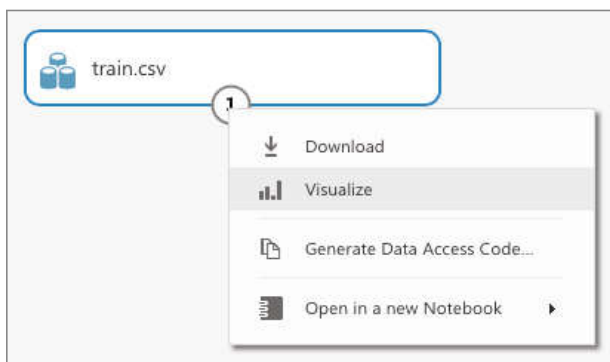 train.csv
1
Download
Visualize
Generate Data Access Code...
Open in a new Notebook